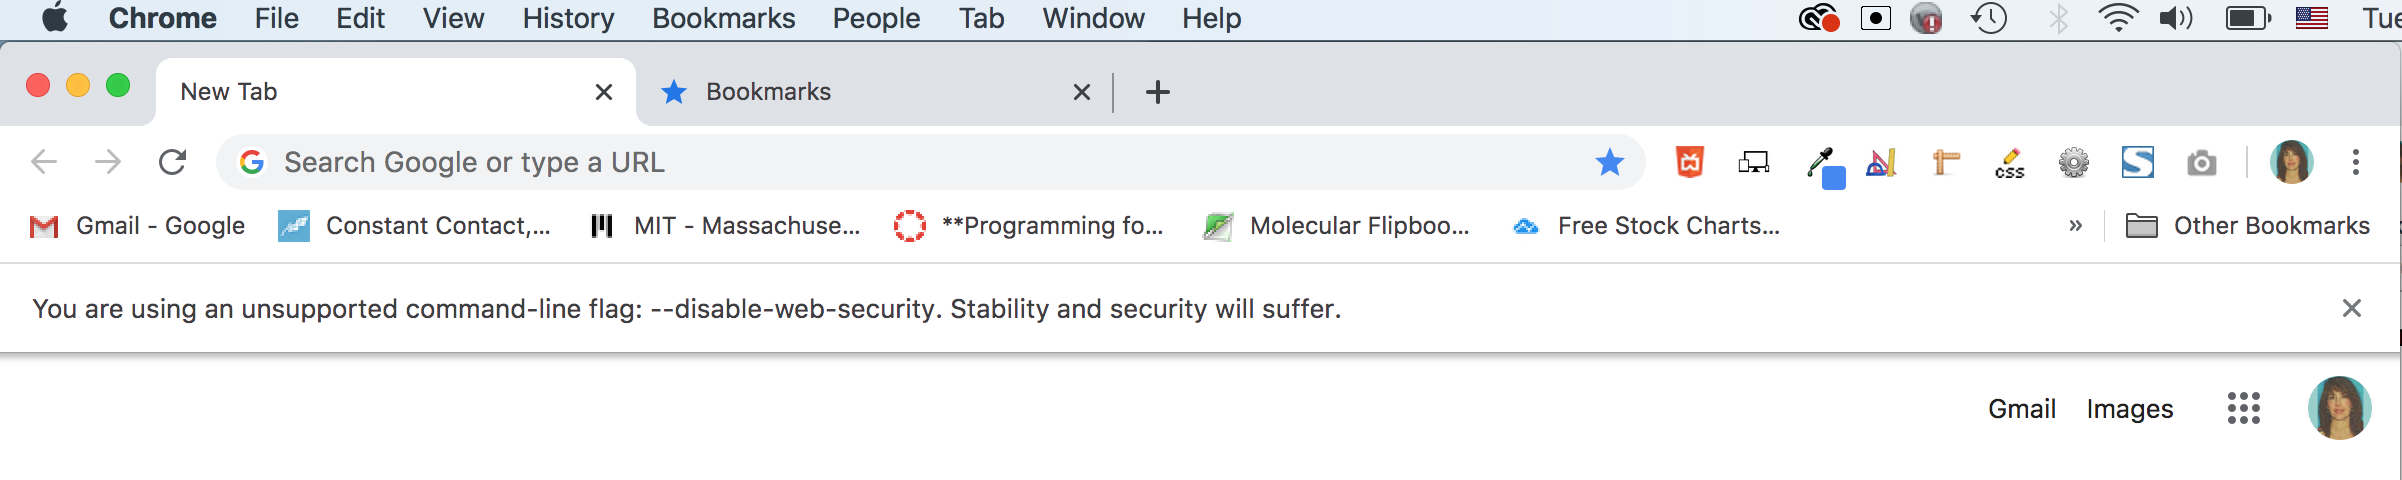 Chrome File Edit View History Bookmarks People Tab Window Help Tue
New Tab Bookmarks
Search Google or type a URL css
Gmail - Google Constant Contact,... MIT - Massachuse... **Programming fo... Molecular Flipboo... Free Stock Charts... » Other Bookmarks
You are using an unsupported command-line flag: --disable-web-security. Stability and security will suffer.
Gmail Images